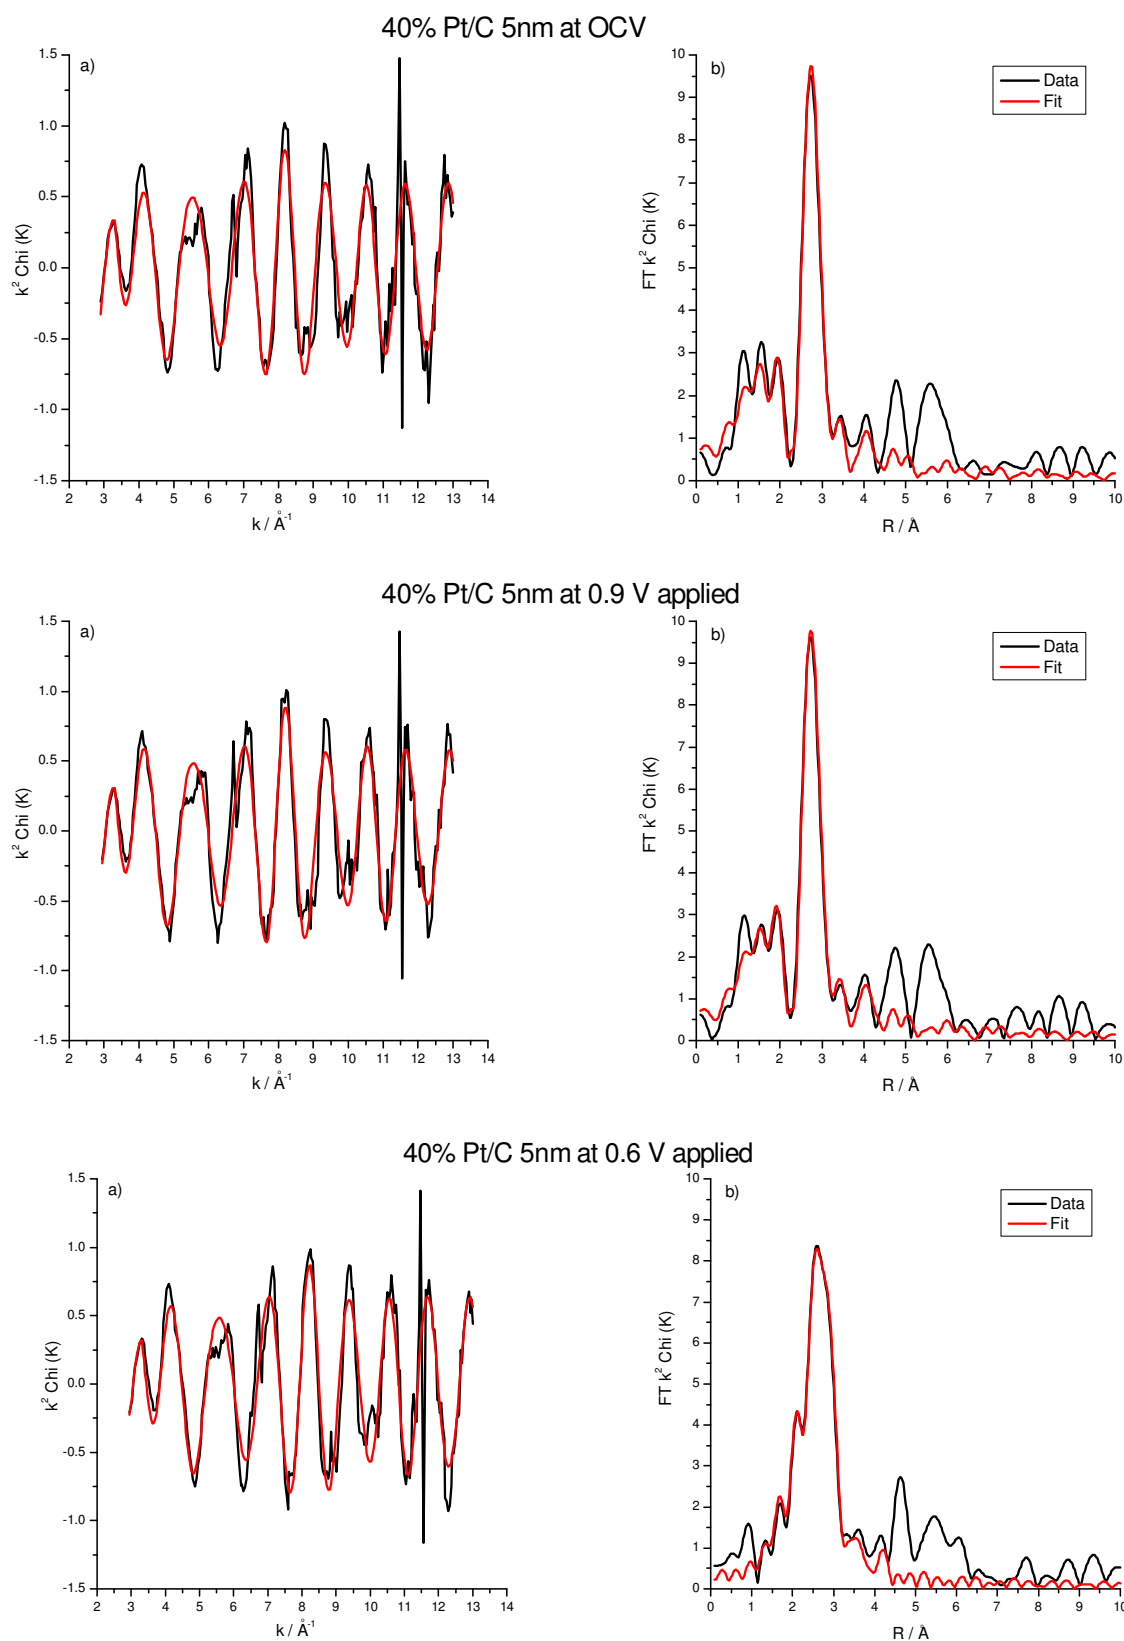 40% Pt/C 5nm at OCV
a)
1.5
1.0
0.5
0.0
-0.5
-1.0
-1.5
k² Chi (K)
2 3 4 5 6 7 8 9 10 11 12 13 14
k / Å⁻¹
b)
Data
Fit
10
9
8
7
6
5
4
3
2
1
0
FT k² Chi (K)
0 1 2 3 4 5 6 7 8 9 10
R / Å
40% Pt/C 5nm at 0.9 V applied
a)
1.5
1.0
0.5
0.0
-0.5
-1.0
-1.5
k² Chi (K)
2 3 4 5 6 7 8 9 10 11 12 13 14
k / Å⁻¹
b)
Data
Fit
10
9
8
7
6
5
4
3
2
1
0
FT k² Chi (K)
0 1 2 3 4 5 6 7 8 9 10
R / Å
40% Pt/C 5nm at 0.6 V applied
a)
1.5
1.0
0.5
0.0
-0.5
-1.0
-1.5
k² Chi (K)
2 3 4 5 6 7 8 9 10 11 12 13 14
k / Å⁻¹
b)
Data
Fit
10
9
8
7
6
5
4
3
2
1
0
FT k² Chi (K)
0 1 2 3 4 5 6 7 8 9 10
R / Å